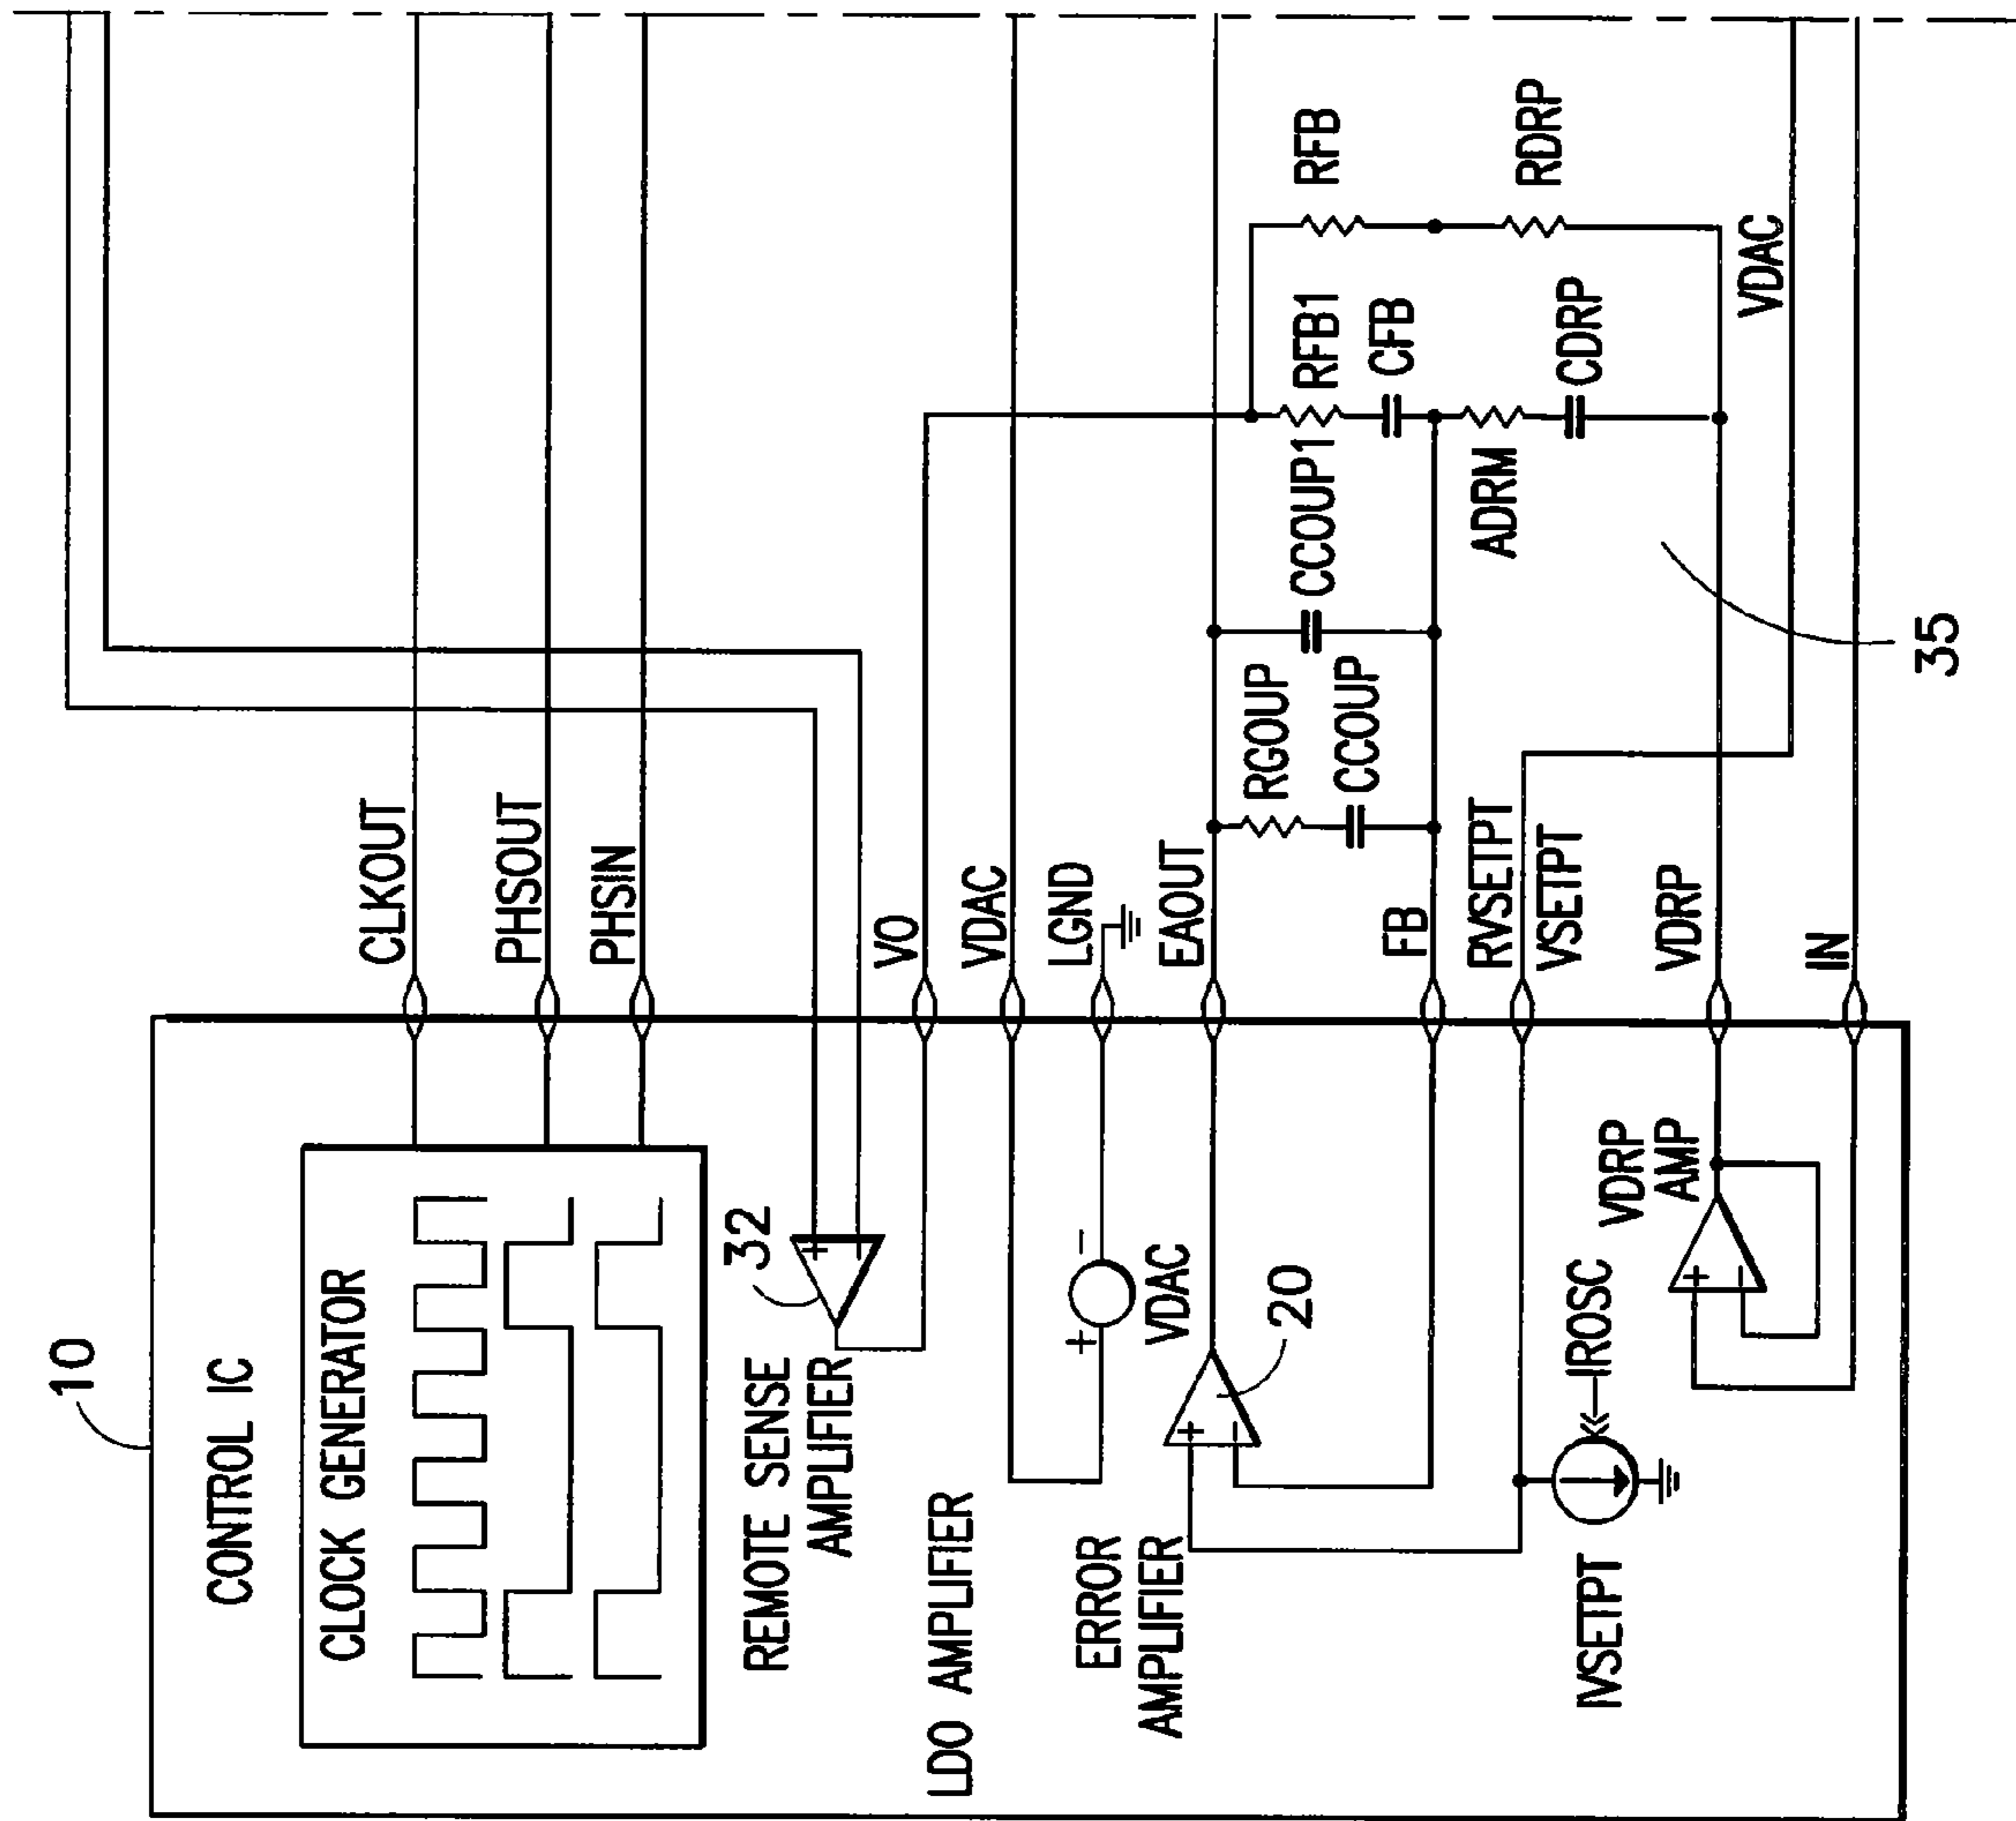 10
CONTROL IC
CLOCK GENERATOR
CLKOUT
PHSOUT
PHSIN
32
REMOTE SENSE
AMPLIFIER
VO
LDO AMPLIFIER
VDAC
LGND
+ -
VDAC
ERROR
AMPLIFIER
+
-
20
EAOUT
FB
RVSETPT
VSETPT
IVSETPT
IROSC
VDRP
AMP
+
-
VDRP
IN
RGOUP
CCOUP
CCOUP1
RFB1
CFB
ADRM
CDRP
RFB
RDRP
VDAC
35